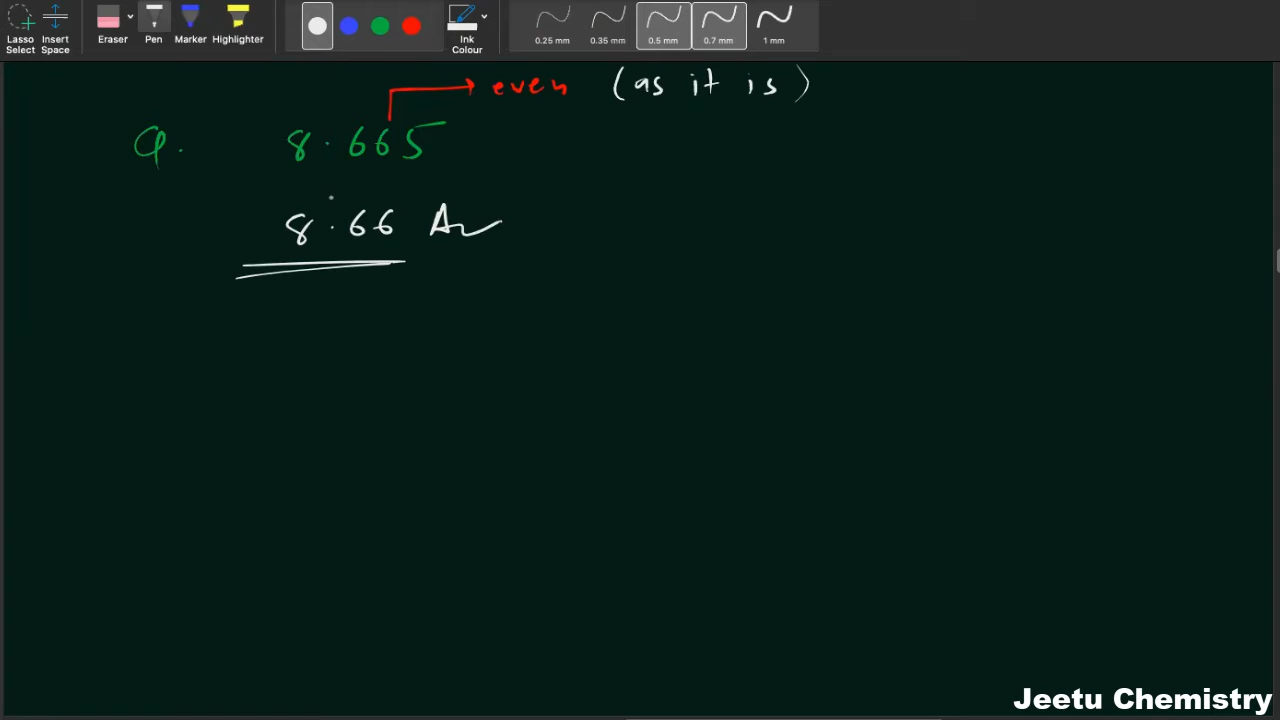 Lasso Select
Insert Space
Eraser
Pen
Marker
Highlighter
Ink Colour
0.25 mm
0.35 mm
0.5 mm
0.7 mm
1 mm
even (as it is)
Q. 8.665
8.66
Jeetu Chemistry